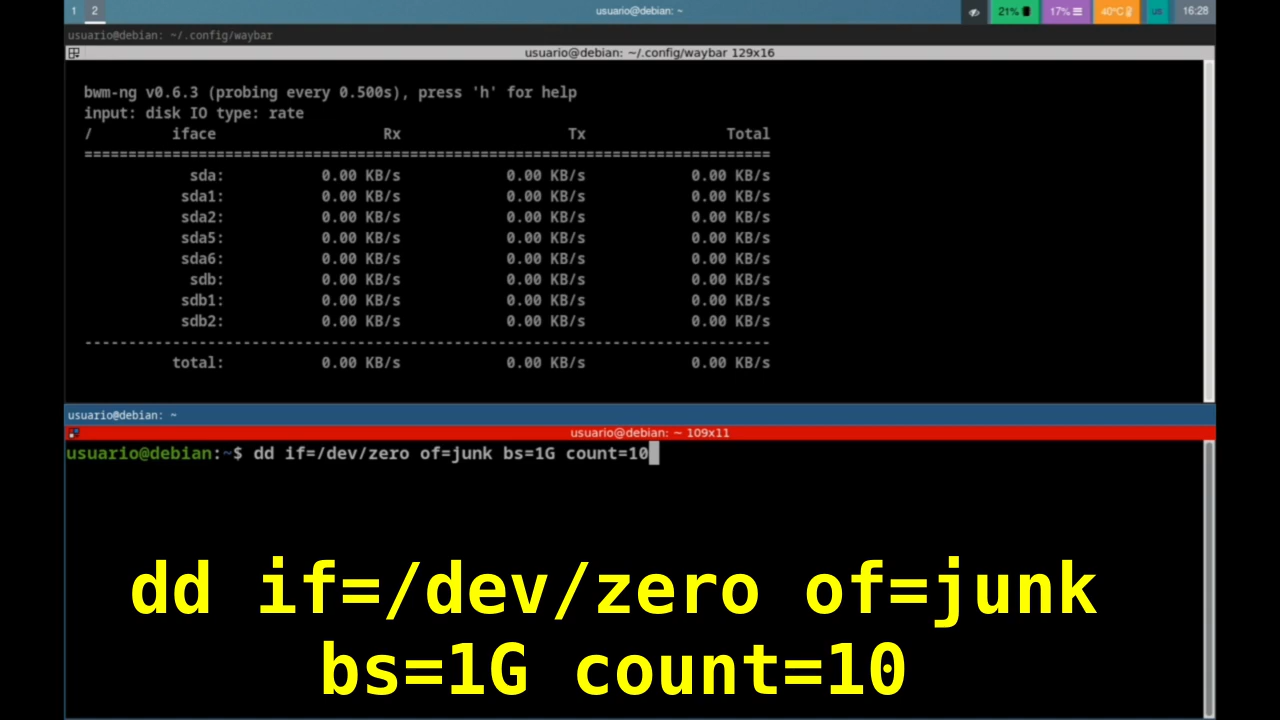 1 2 usuario@debian: ~ 21% 17% 40°C us 16:28
usuario@debian: ~/.config/waybar
usuario@debian: ~/.config/waybar 129x16
bwm-ng v0.6.3 (probing every 0.500s), press 'h' for help
input: disk IO type: rate
/ iface Rx Tx Total
==============================================================================
sda: 0.00 KB/s 0.00 KB/s 0.00 KB/s
sda1: 0.00 KB/s 0.00 KB/s 0.00 KB/s
sda2: 0.00 KB/s 0.00 KB/s 0.00 KB/s
sda5: 0.00 KB/s 0.00 KB/s 0.00 KB/s
sda6: 0.00 KB/s 0.00 KB/s 0.00 KB/s
sdb: 0.00 KB/s 0.00 KB/s 0.00 KB/s
sdb1: 0.00 KB/s 0.00 KB/s 0.00 KB/s
sdb2: 0.00 KB/s 0.00 KB/s 0.00 KB/s
------------------------------------------------------------------------------
total: 0.00 KB/s 0.00 KB/s 0.00 KB/s
usuario@debian: ~
usuario@debian: ~ 109x11
usuario@debian:~$ dd if=/dev/zero of=junk bs=1G count=10
dd if=/dev/zero of=junk
bs=1G count=10